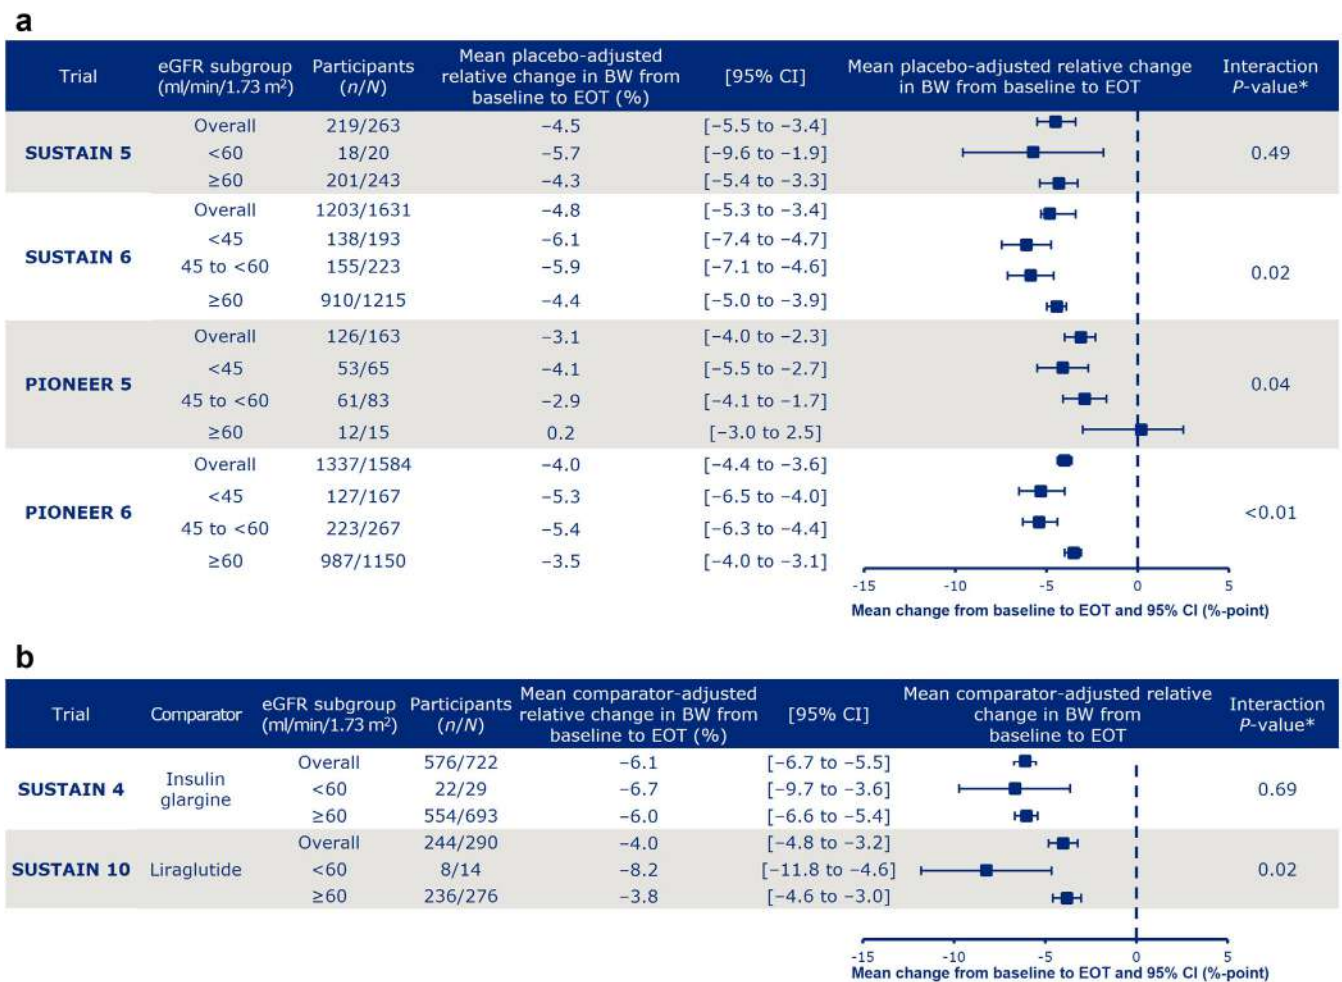 a
Trial eGFR subgroup (ml/min/1.73 m²) Participants (n/N) Mean placebo-adjusted relative change in BW from baseline to EOT (%) [95% CI] Mean placebo-adjusted relative change in BW from baseline to EOT Interaction P-value*
SUSTAIN 5
Overall 219/263 –4.5 [–5.5 to –3.4]
<60 18/20 –5.7 [–9.6 to –1.9] 0.49
≥60 201/243 –4.3 [–5.4 to –3.3]
SUSTAIN 6
Overall 1203/1631 –4.8 [–5.3 to –3.4]
<45 138/193 –6.1 [–7.4 to –4.7]
45 to <60 155/223 –5.9 [–7.1 to –4.6] 0.02
≥60 910/1215 –4.4 [–5.0 to –3.9]
PIONEER 5
Overall 126/163 –3.1 [–4.0 to –2.3]
<45 53/65 –4.1 [–5.5 to –2.7] 0.04
45 to <60 61/83 –2.9 [–4.1 to –1.7]
≥60 12/15 0.2 [–3.0 to 2.5]
PIONEER 6
Overall 1337/1584 –4.0 [–4.4 to –3.6]
<45 127/167 –5.3 [–6.5 to –4.0] <0.01
45 to <60 223/267 –5.4 [–6.3 to –4.4]
≥60 987/1150 –3.5 [–4.0 to –3.1]
-15 -10 -5 0 5
Mean change from baseline to EOT and 95% CI (%-point)
b
Trial Comparator eGFR subgroup (ml/min/1.73 m²) Participants (n/N) Mean comparator-adjusted relative change in BW from baseline to EOT (%) [95% CI] Mean comparator-adjusted relative change in BW from baseline to EOT Interaction P-value*
SUSTAIN 4 Insulin glargine
Overall 576/722 –6.1 [–6.7 to –5.5]
<60 22/29 –6.7 [–9.7 to –3.6] 0.69
≥60 554/693 –6.0 [–6.6 to –5.4]
SUSTAIN 10 Liraglutide
Overall 244/290 –4.0 [–4.8 to –3.2]
<60 8/14 –8.2 [–11.8 to –4.6] 0.02
≥60 236/276 –3.8 [–4.6 to –3.0]
-15 -10 -5 0 5
Mean change from baseline to EOT and 95% CI (%-point)